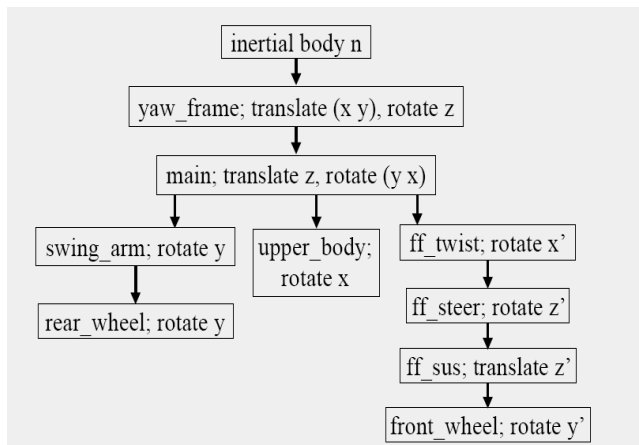 inertial body n
yaw_frame; translate (x y), rotate z
main; translate z, rotate (y x)
swing_arm; rotate y
rear_wheel; rotate y
upper_body;
rotate x
ff_twist; rotate x’
ff_steer; rotate z’
ff_sus; translate z’
front_wheel; rotate y’